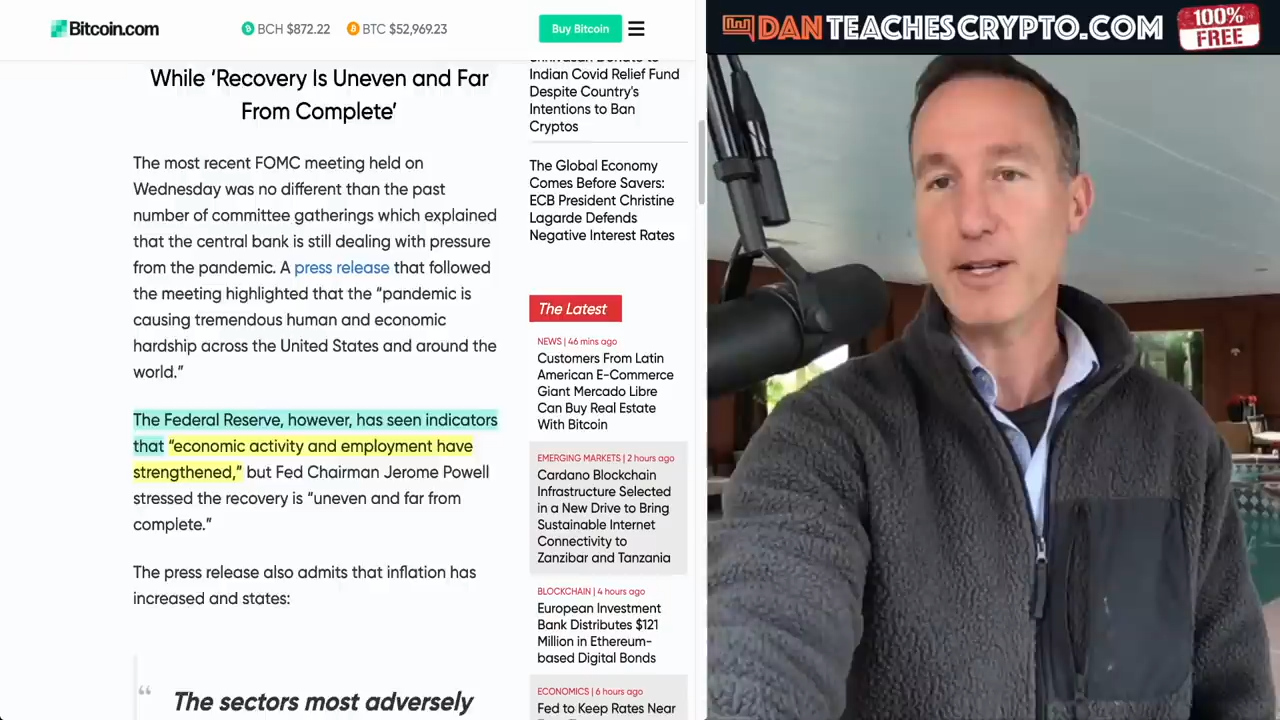 Bitcoin.com
BCH $872.22
BTC $52,969.23
Buy Bitcoin
While ‘Recovery Is Uneven and Far
From Complete’
The most recent FOMC meeting held on
Wednesday was no different than the past
number of committee gatherings which explained
that the central bank is still dealing with pressure
from the pandemic. A press release that followed
the meeting highlighted that the “pandemic is
causing tremendous human and economic
hardship across the United States and around the
world.”
The Federal Reserve, however, has seen indicators
that “economic activity and employment have
strengthened,” but Fed Chairman Jerome Powell
stressed the recovery is “uneven and far from
complete.”
The press release also admits that inflation has
increased and states:
“
The sectors most adversely
Donate to
Indian Covid Relief Fund
Despite Country's
Intentions to Ban
Cryptos
The Global Economy
Comes Before Savers:
ECB President Christine
Lagarde Defends
Negative Interest Rates
The Latest
NEWS | 46 mins ago
Customers From Latin
American E-Commerce
Giant Mercado Libre
Can Buy Real Estate
With Bitcoin
EMERGING MARKETS | 2 hours ago
Cardano Blockchain
Infrastructure Selected
in a New Drive to Bring
Sustainable Internet
Connectivity to
Zanzibar and Tanzania
BLOCKCHAIN | 4 hours ago
European Investment
Bank Distributes $121
Million in Ethereum-
based Digital Bonds
ECONOMICS | 6 hours ago
Fed to Keep Rates Near
DANTEACHESCRYPTO.COM
100%
FREE